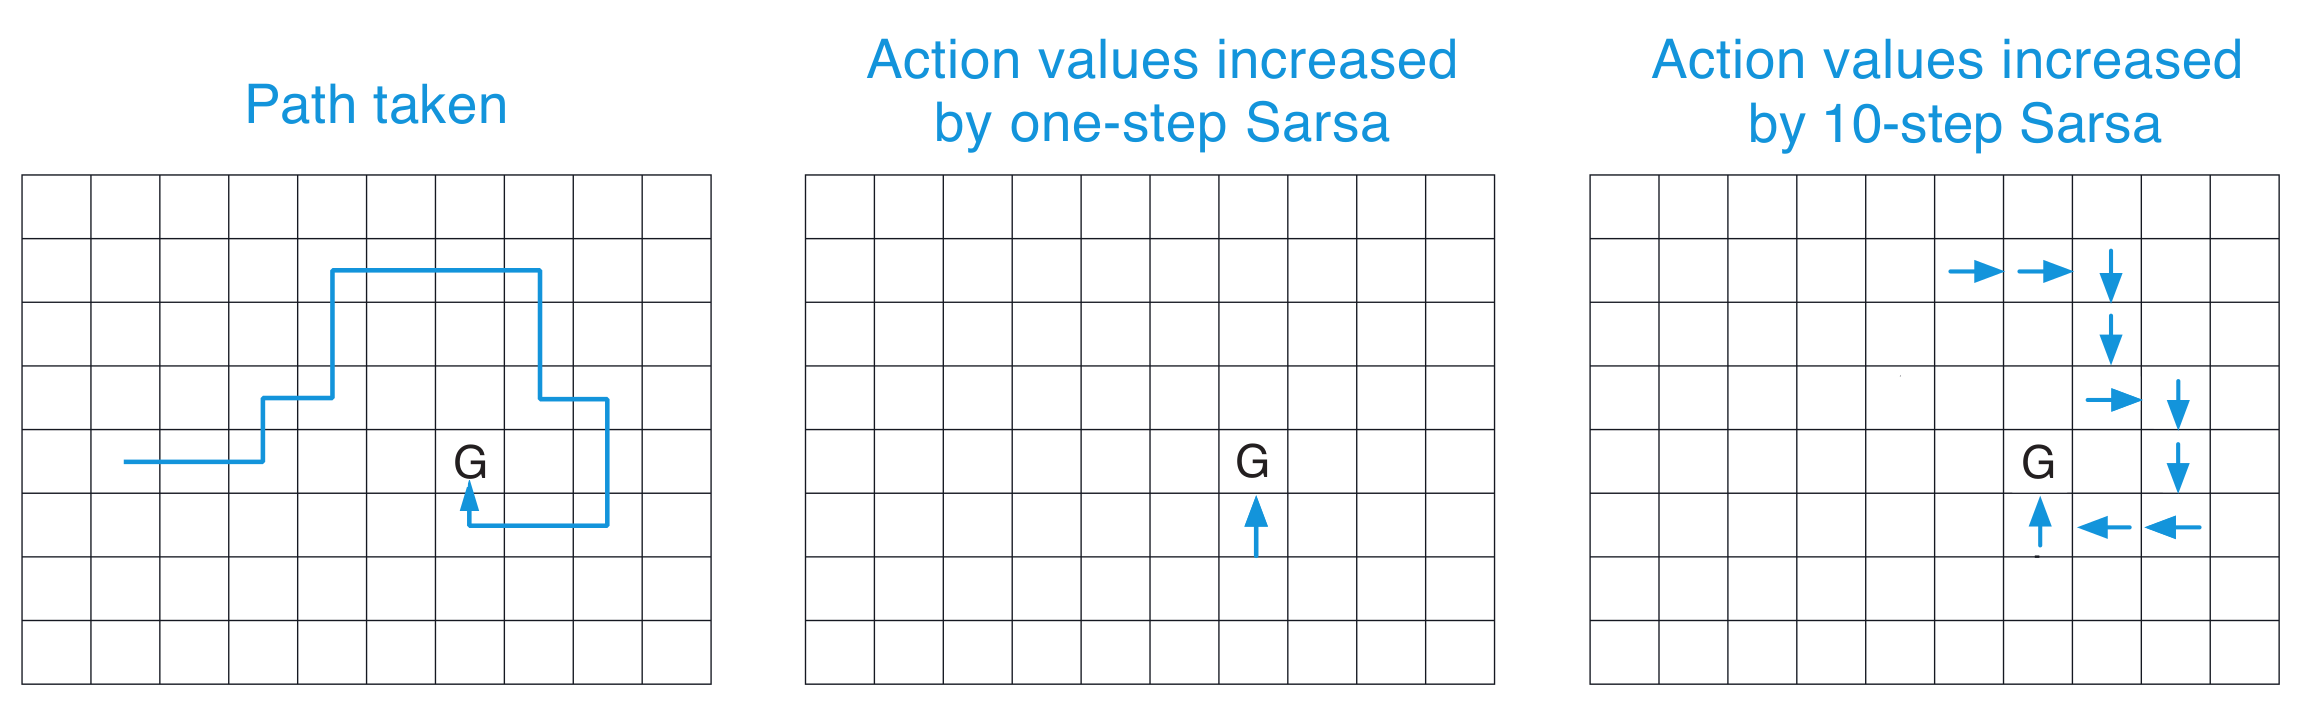 Path taken
Action values increased
by one-step Sarsa
Action values increased
by 10-step Sarsa
G
G
G